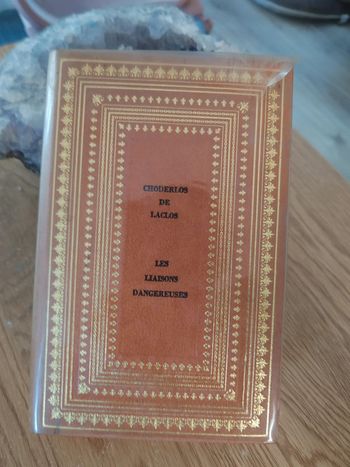 CHODERLOS
DE
LACLOS
LES
LIAISONS
DANGEREUSES